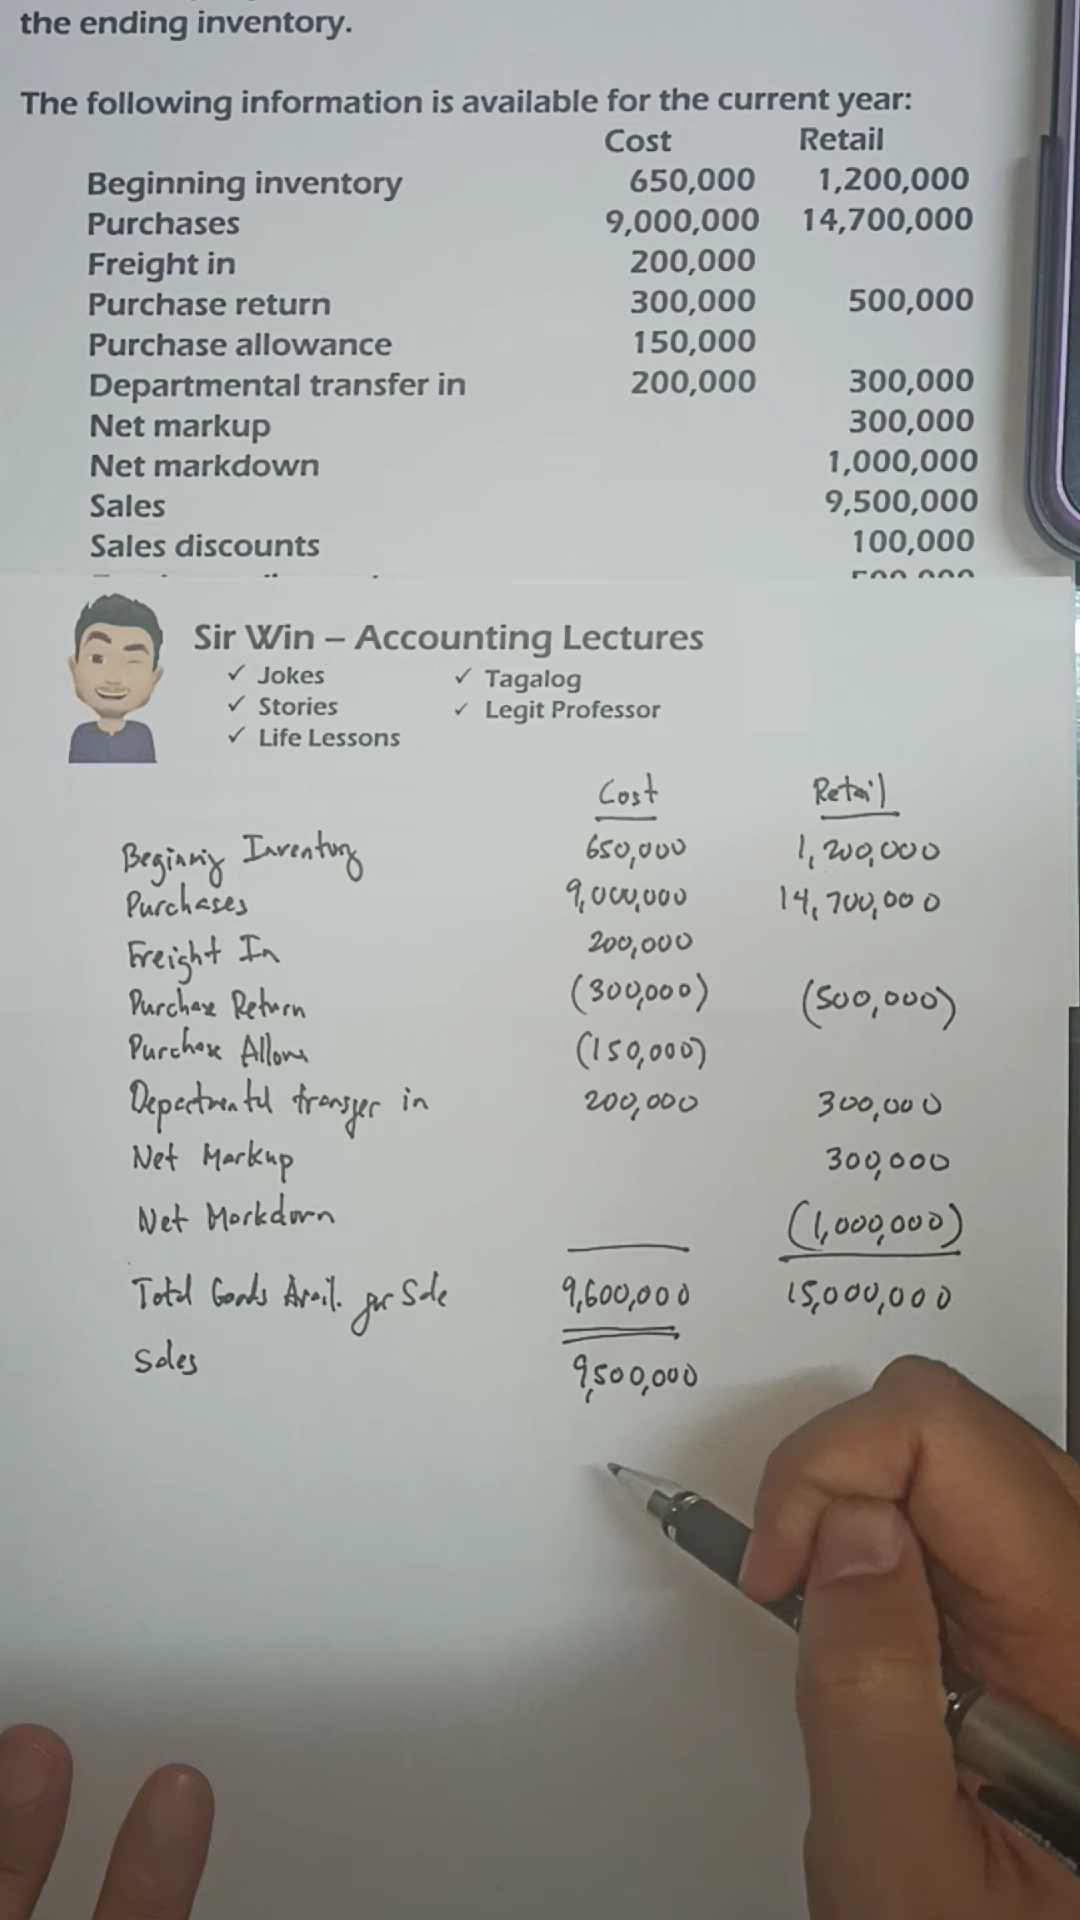 the ending inventory.
The following information is available for the current year:
Cost Retail
Beginning inventory 650,000 1,200,000
Purchases 9,000,000 14,700,000
Freight in 200,000
Purchase return 300,000 500,000
Purchase allowance 150,000
Departmental transfer in 200,000 300,000
Net markup 300,000
Net markdown 1,000,000
Sales 9,500,000
Sales discounts 100,000
Sir Win – Accounting Lectures
✓ Jokes ✓ Tagalog
✓ Stories ✓ Legit Professor
✓ Life Lessons
Cost Retail
Beginning Inventory 650,000 1,200,000
Purchases 9,000,000 14,700,000
Freight In 200,000
Purchase Return (300,000) (500,000)
Purchase Allow (150,000)
Departmental transfer in 200,000 300,000
Net Markup 300,000
Net Markdown (1,000,000)
Total Goods Avail. for Sale 9,600,000 15,000,000
Sales 9,500,000